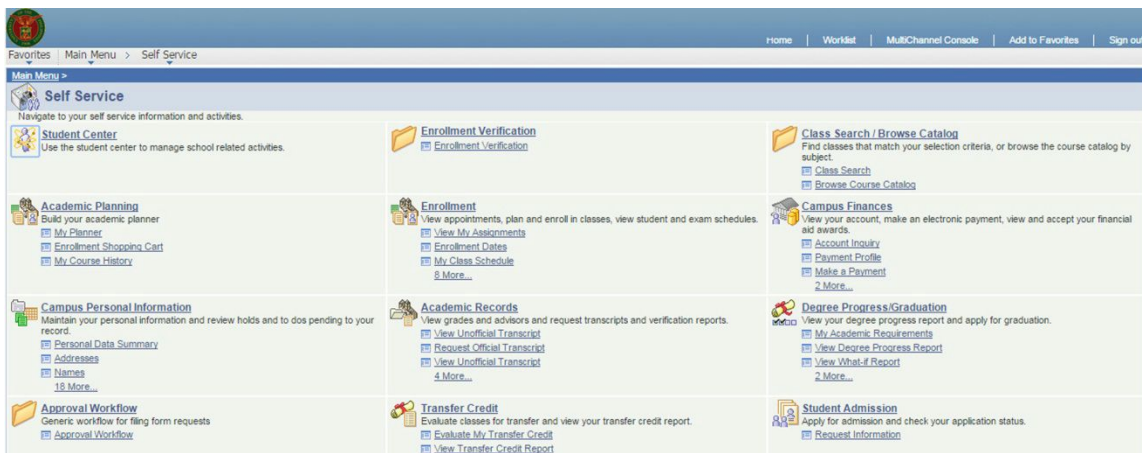 Home | Worklist | MultiChannel Console | Add to Favorites | Sign out
Favorites | Main Menu > Self Service
Main Menu >
Self Service
Navigate to your self service information and activities.
Student Center
Use the student center to manage school related activities.
Enrollment Verification
Enrollment Verification
Class Search / Browse Catalog
Find classes that match your selection criteria, or browse the course catalog by
subject.
Class Search
Browse Course Catalog
Academic Planning
Build your academic planner
My Planner
Enrollment Shopping Cart
My Course History
Enrollment
View appointments, plan and enroll in classes, view student and exam schedules.
View My Assignments
Enrollment Dates
My Class Schedule
8 More...
Campus Finances
View your account, make an electronic payment, view and accept your financial
aid awards.
Account Inquiry
Payment Profile
Make a Payment
2 More...
Campus Personal Information
Maintain your personal information and review holds and to dos pending to your
record.
Personal Data Summary
Addresses
Names
18 More...
Academic Records
View grades and advisors and request transcripts and verification reports.
View Unofficial Transcript
Request Official Transcript
View Unofficial Transcript
4 More...
Degree Progress/Graduation
View your degree progress report and apply for graduation.
My Academic Requirements
View Degree Progress Report
View What-if Report
2 More...
Approval Workflow
Generic workflow for filing form requests
Approval Workflow
Transfer Credit
Evaluate classes for transfer and view your transfer credit report.
Evaluate My Transfer Credit
View Transfer Credit Report
Student Admission
Apply for admission and check your application status.
Request Information